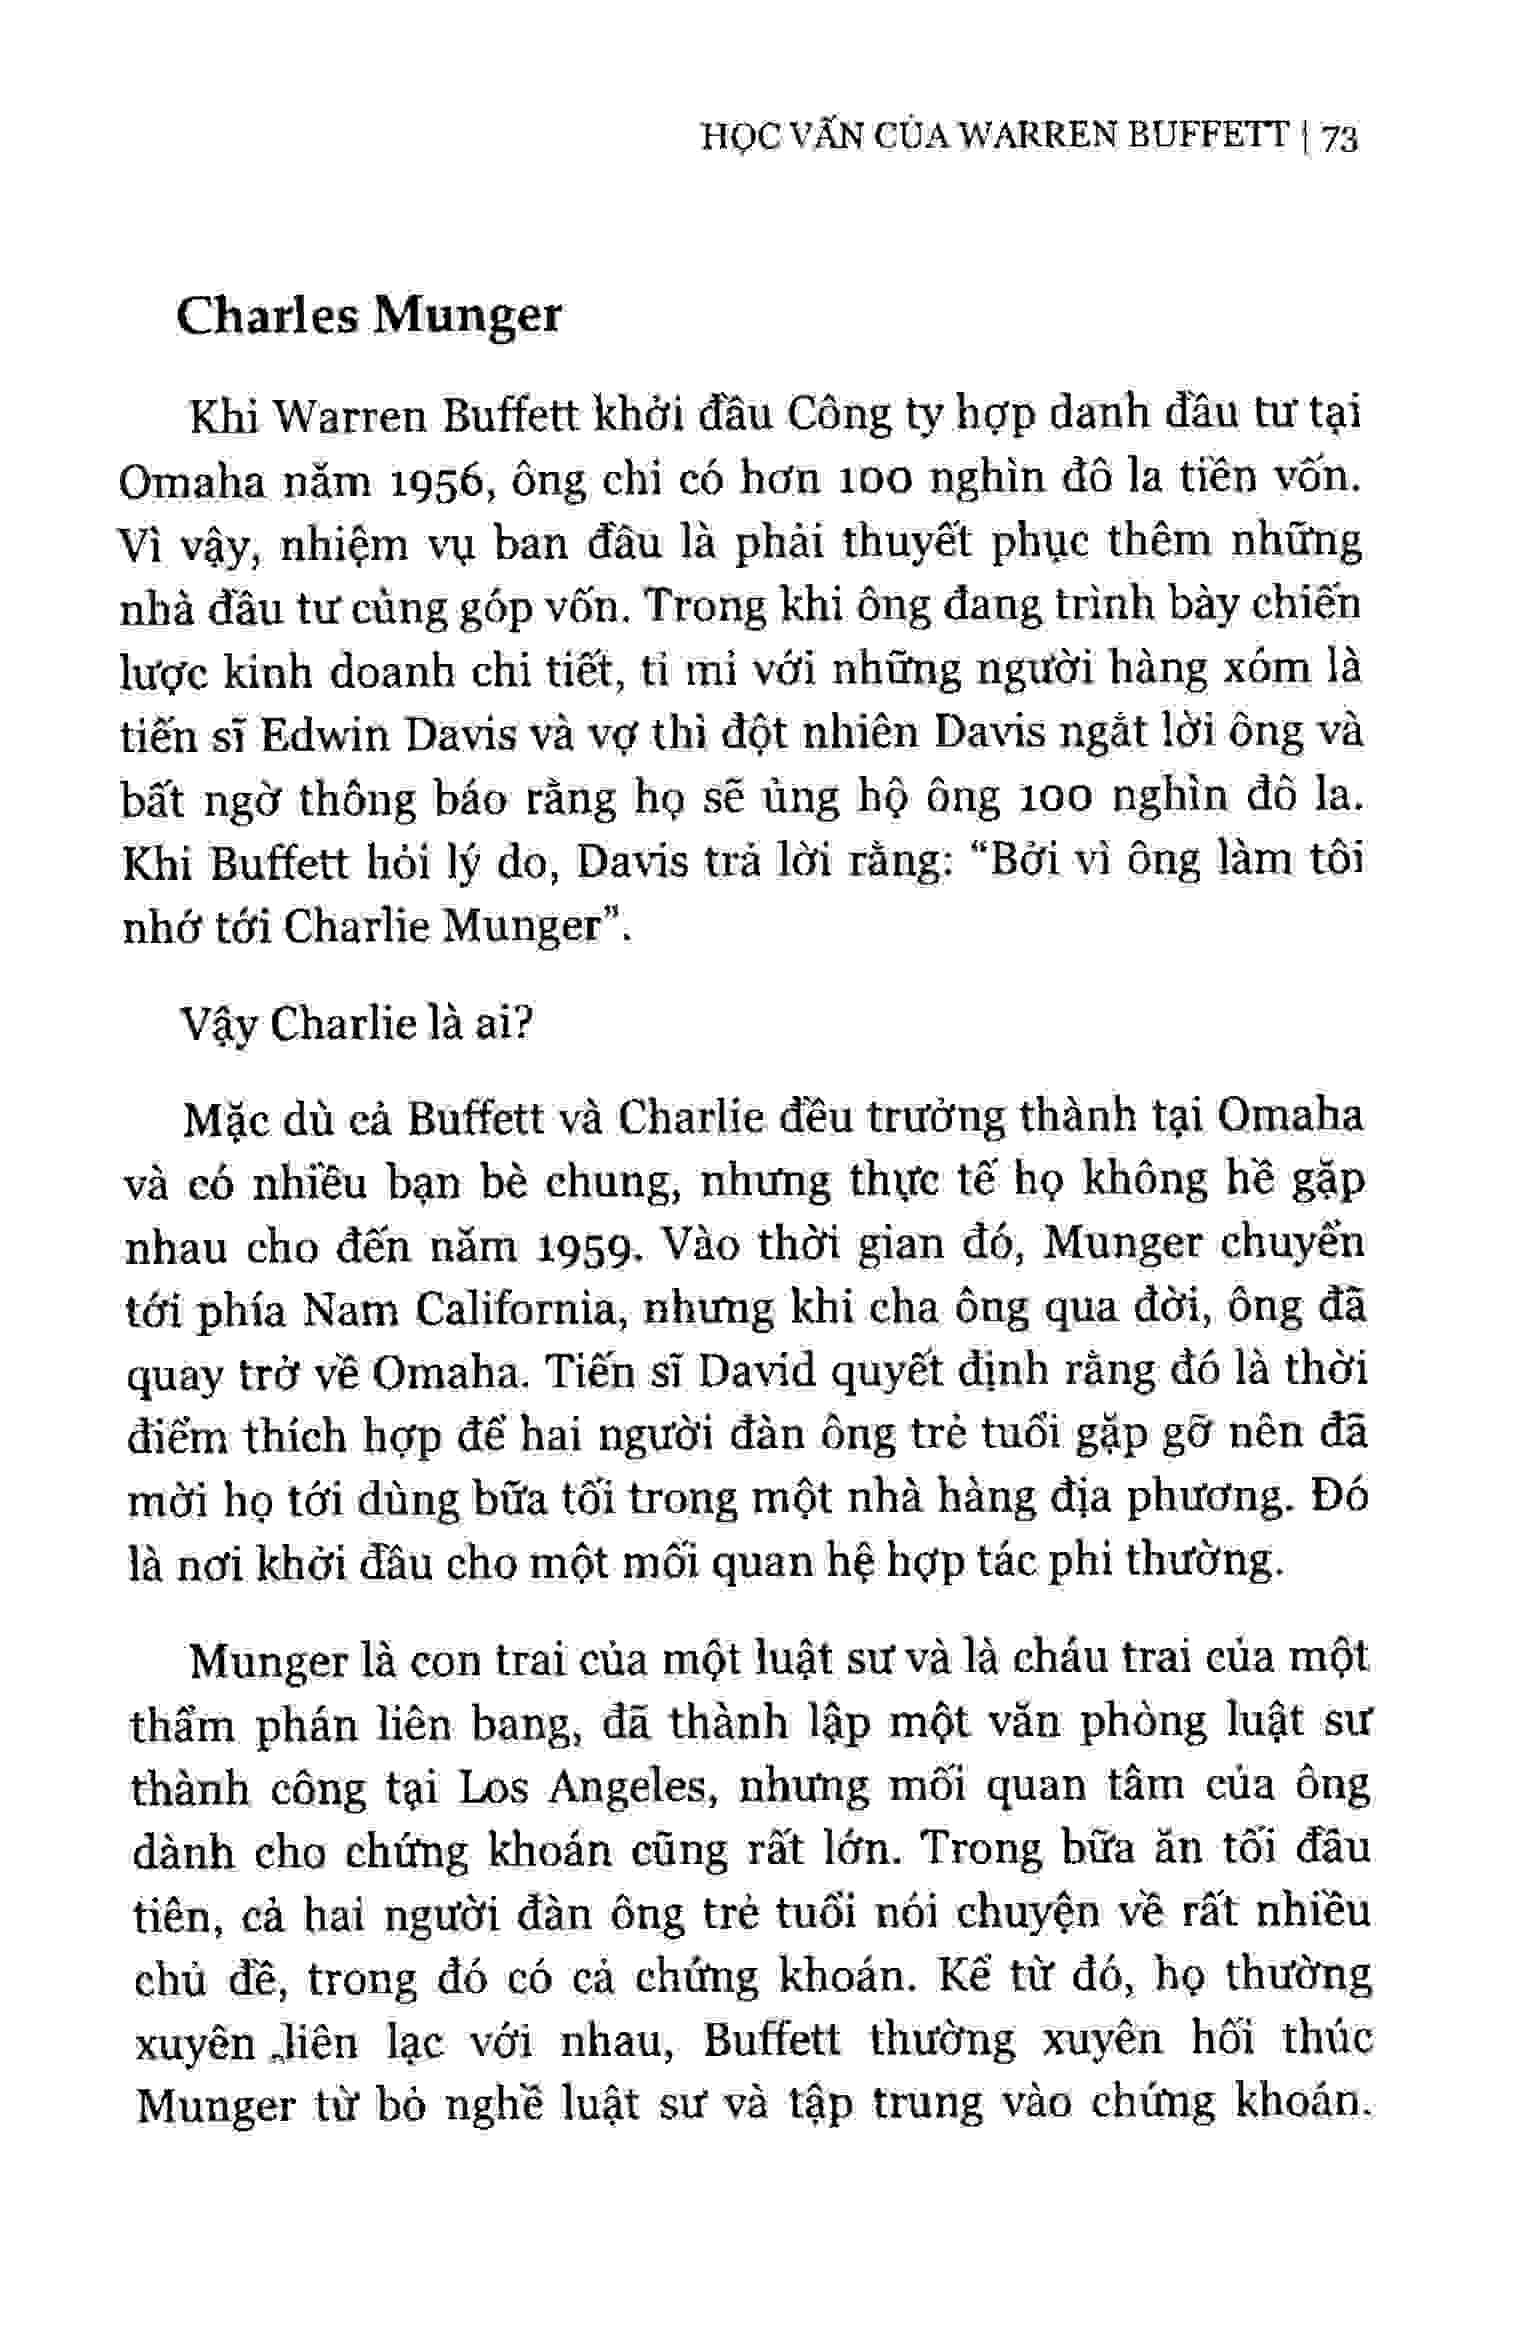 HỌC VẤN CỦA WARREN BUFFETT | 73
Charles Munger
Khi Warren Buffett khởi đầu Công ty hợp danh đầu tư tại
Omaha năm 1956, ông chỉ có hơn 100 nghìn đô la tiền vốn.
Vì vậy, nhiệm vụ ban đầu là phải thuyết phục thêm những
nhà đầu tư cùng góp vốn. Trong khi ông đang trình bày chiến
lược kinh doanh chi tiết, tỉ mỉ với những người hàng xóm là
tiến sĩ Edwin Davis và vợ thì đột nhiên Davis ngắt lời ông và
bất ngờ thông báo rằng họ sẽ ủng hộ ông 100 nghìn đô la.
Khi Buffett hỏi lý do, Davis trả lời rằng: “Bởi vì ông làm tôi
nhớ tới Charlie Munger”.
Vậy Charlie là ai?
Mặc dù cả Buffett và Charlie đều trưởng thành tại Omaha
và có nhiều bạn bè chung, nhưng thực tế họ không hề gặp
nhau cho đến năm 1959. Vào thời gian đó, Munger chuyển
tới phía Nam California, nhưng khi cha ông qua đời, ông đã
quay trở về Omaha. Tiến sĩ David quyết định rằng đó là thời
điểm thích hợp để hai người đàn ông trẻ tuổi gặp gỡ nên đã
mời họ tới dùng bữa tối trong một nhà hàng địa phương. Đó
là nơi khởi đầu cho một mối quan hệ hợp tác phi thường.
Munger là con trai của một luật sư và là cháu trai của một
thẩm phán liên bang, đã thành lập một văn phòng luật sư
thành công tại Los Angeles, nhưng mối quan tâm của ông
dành cho chứng khoán cũng rất lớn. Trong bữa ăn tối đầu
tiên, cả hai người đàn ông trẻ tuổi nói chuyện về rất nhiều
chủ đề, trong đó có cả chứng khoán. Kể từ đó, họ thường
xuyên liên lạc với nhau, Buffett thường xuyên hối thúc
Munger từ bỏ nghề luật sư và tập trung vào chứng khoán.